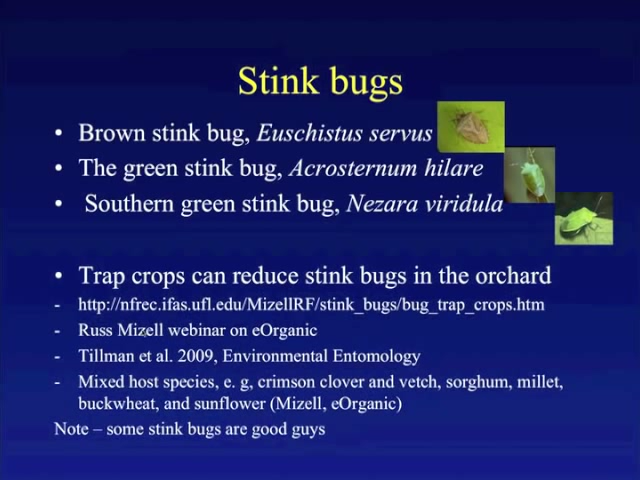 Stink bugs
• Brown stink bug, Euschistus servus
• The green stink bug, Acrosternum hilare
• Southern green stink bug, Nezara viridula
• Trap crops can reduce stink bugs in the orchard
- http://nfrec.ifas.ufl.edu/MizellRF/stink_bugs/bug_trap_crops.htm
- Russ Mizell webinar on eOrganic
- Tillman et al. 2009, Environmental Entomology
- Mixed host species, e. g, crimson clover and vetch, sorghum, millet,
buckwheat, and sunflower (Mizell, eOrganic)
Note – some stink bugs are good guys